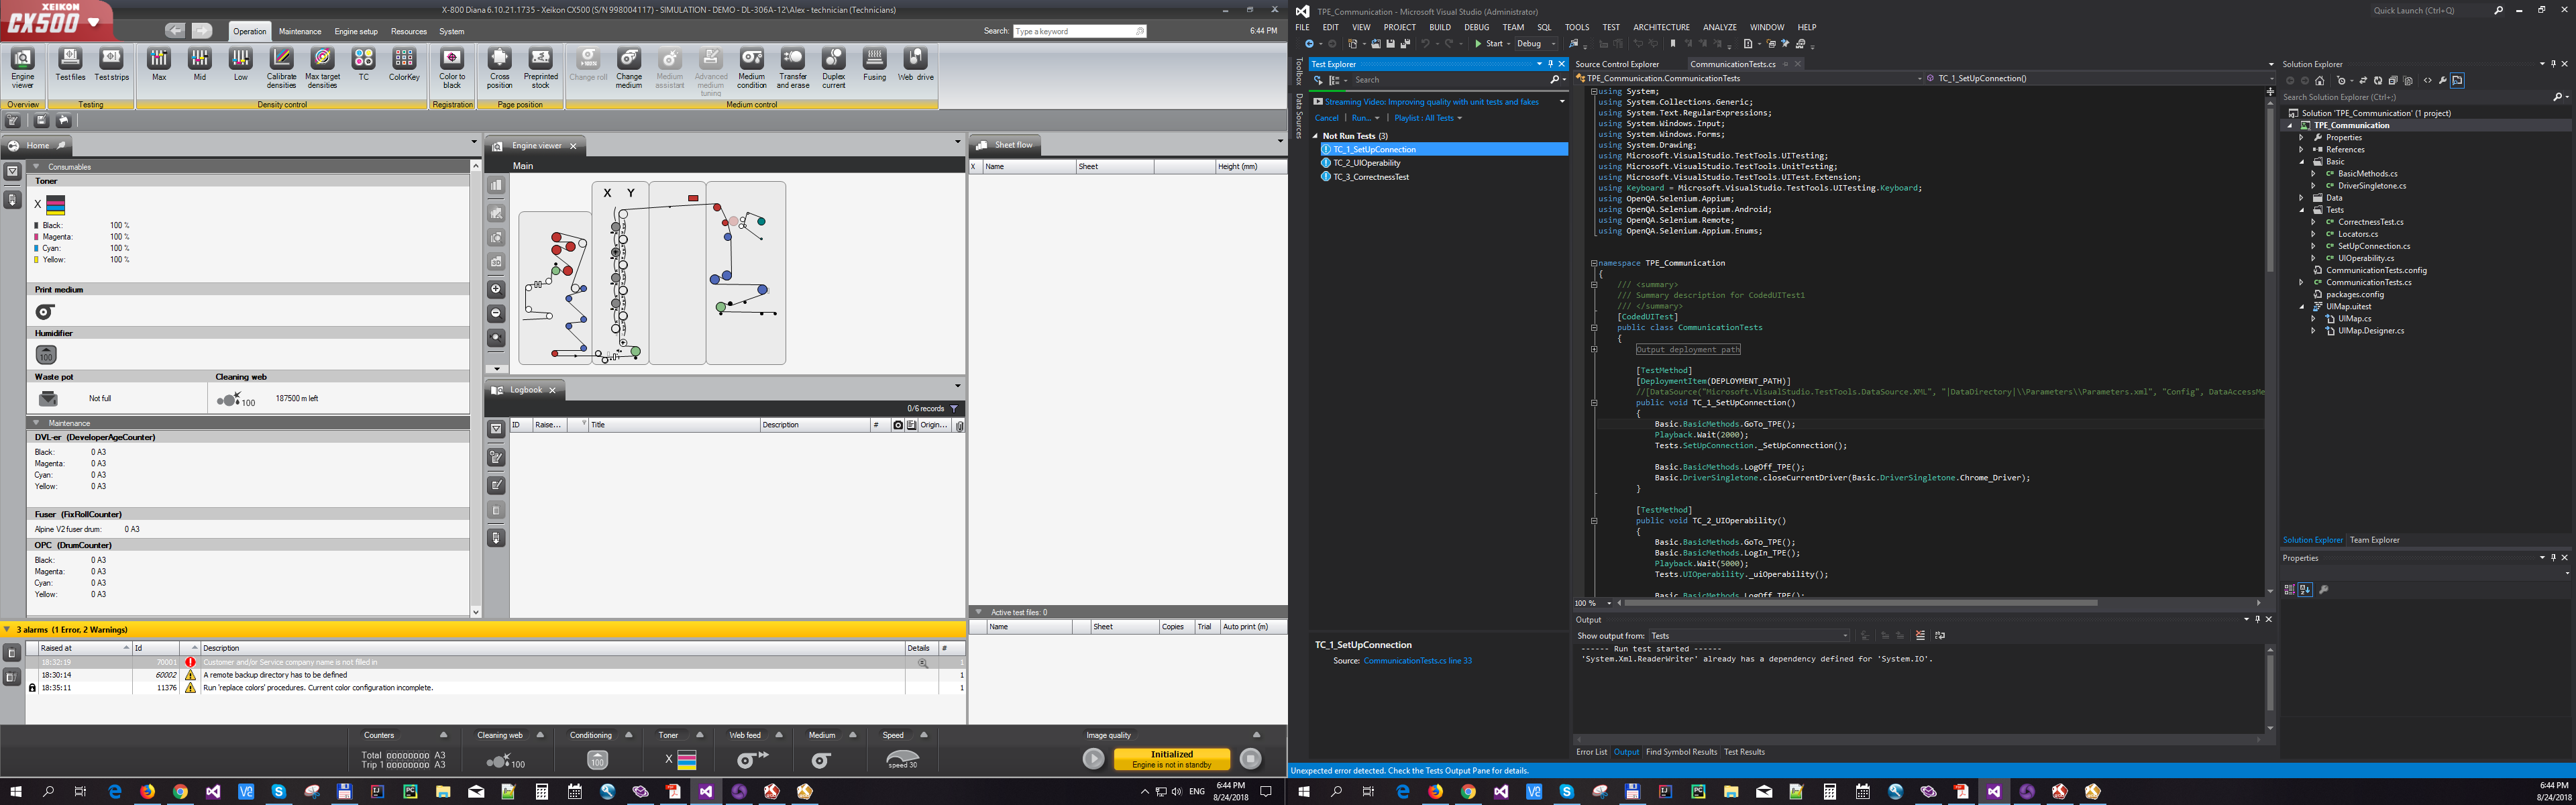 XEIKON
CX500
X-800 Diana 6.10.21.1735 - Xeikon CX500 (S/N 998004117) - SIMULATION - DEMO - DL-306A-12\Alex - technician (Technicians)
Operation Maintenance Engine setup Resources System
Search: Type a keyword 6:44 PM
Engine viewer
Test files
Test strips
Max
Mid
Low
Calibrate densities
Max target densities
TC
ColorKey
Color to black
Cross position
Preprinted stock
Change roll
Change medium
Medium assistant
Advanced medium tuning
Medium condition
Transfer and erase
Duplex current
Fusing
Web drive
Overview Testing Density control Registration Page position Medium control
Home
Consumables
Toner
X
Black: 100 %
Magenta: 100 %
Cyan: 100 %
Yellow: 100 %
Print medium
Humidifier
100
Waste pot Cleaning web
Not full 100 187500 m left
Maintenance
DVL-er (DeveloperAgeCounter)
Black: 0 A3
Magenta: 0 A3
Cyan: 0 A3
Yellow: 0 A3
Fuser (FixRollCounter)
Alpine V2 fuser drum: 0 A3
OPC (DrumCounter)
Black: 0 A3
Magenta: 0 A3
Cyan: 0 A3
Yellow: 0 A3
Engine viewer
Main
X Y
Logbook
0/6 records
ID Raise... Title Description # Origin...
Sheet flow
X Name Sheet Height (mm)
Active test files: 0
Name Sheet Copies Trial Auto print (m)
3 alarms (1 Error, 2 Warnings)
Raised at Id Description Details #
18:32:19 70001 Customer and/or Service company name is not filled in 1
18:30:14 60002 A remote backup directory has to be defined 1
18:35:11 11376 Run 'replace colors' procedures. Current color configuration incomplete. 1
Counters Cleaning web Conditioning Toner Web feed Medium Speed Image quality
Total 00000000 A3
Trip 1 00000000 A3
100
100
X
speed 30
Initialized
Engine is not in standby
ENG
6:44 PM
8/24/2018
TPE_Communication - Microsoft Visual Studio (Administrator)
Quick Launch (Ctrl+Q)
FILE EDIT VIEW PROJECT BUILD DEBUG TEAM SQL TOOLS TEST ARCHITECTURE ANALYZE WINDOW HELP
Start Debug
Toolbox
Data Sources
Test Explorer
Search
Streaming Video: Improving quality with unit tests and fakes
Cancel Run... Playlist : All Tests
Not Run Tests (3)
TC_1_SetUpConnection
TC_2_UIOperability
TC_3_CorrectnessTest
TC_1_SetUpConnection
Source: CommunicationTests.cs line 33
Source Control Explorer CommunicationTests.cs
TPE_Communication.CommunicationTests TC_1_SetUpConnection()
using System;
using System.Collections.Generic;
using System.Text.RegularExpressions;
using System.Windows.Input;
using System.Windows.Forms;
using System.Drawing;
using Microsoft.VisualStudio.TestTools.UITesting;
using Microsoft.VisualStudio.TestTools.UnitTesting;
using Microsoft.VisualStudio.TestTools.UITest.Extension;
using Keyboard = Microsoft.VisualStudio.TestTools.UITesting.Keyboard;
using OpenQA.Selenium.Appium;
using OpenQA.Selenium.Appium.Android;
using OpenQA.Selenium.Remote;
using OpenQA.Selenium.Appium.Enums;
namespace TPE_Communication
{
/// <summary>
/// Summary description for CodedUITest1
/// </summary>
[CodedUITest]
public class CommunicationTests
{
Output deployment path
[TestMethod]
[DeploymentItem(DEPLOYMENT_PATH)]
//[DataSource("Microsoft.VisualStudio.TestTools.DataSource.XML", "|DataDirectory|\\Parameters\\Parameters.xml", "Config", DataAccessMe
public void TC_1_SetUpConnection()
{
Basic.BasicMethods.GoTo_TPE();
Playback.Wait(2000);
Tests.SetUpConnection._SetUpConnection();
Basic.BasicMethods.LogOff_TPE();
Basic.DriverSingletone.closeCurrentDriver(Basic.DriverSingletone.Chrome_Driver);
}
[TestMethod]
public void TC_2_UIOperability()
{
Basic.BasicMethods.GoTo_TPE();
Basic.BasicMethods.LogIn_TPE();
Playback.Wait(5000);
Tests.UIOperability._uiOperability();
Basic.BasicMethods.LogOff_TPE();
100 %
Output
Show output from: Tests
------ Run test started ------
'System.Xml.ReaderWriter' already has a dependency defined for 'System.IO'.
Error List Output Find Symbol Results Test Results
Solution Explorer
Search Solution Explorer (Ctrl+;)
Solution 'TPE_Communication' (1 project)
TPE_Communication
Properties
References
Basic
BasicMethods.cs
DriverSingletone.cs
Data
Tests
CorrectnessTest.cs
Locators.cs
SetUpConnection.cs
UIOperability.cs
CommunicationTests.config
CommunicationTests.cs
packages.config
UIMap.uitest
UIMap.cs
UIMap.Designer.cs
Solution Explorer Team Explorer
Properties
Unexpected error detected. Check the Tests Output Pane for details.
6:44 PM
8/24/2018